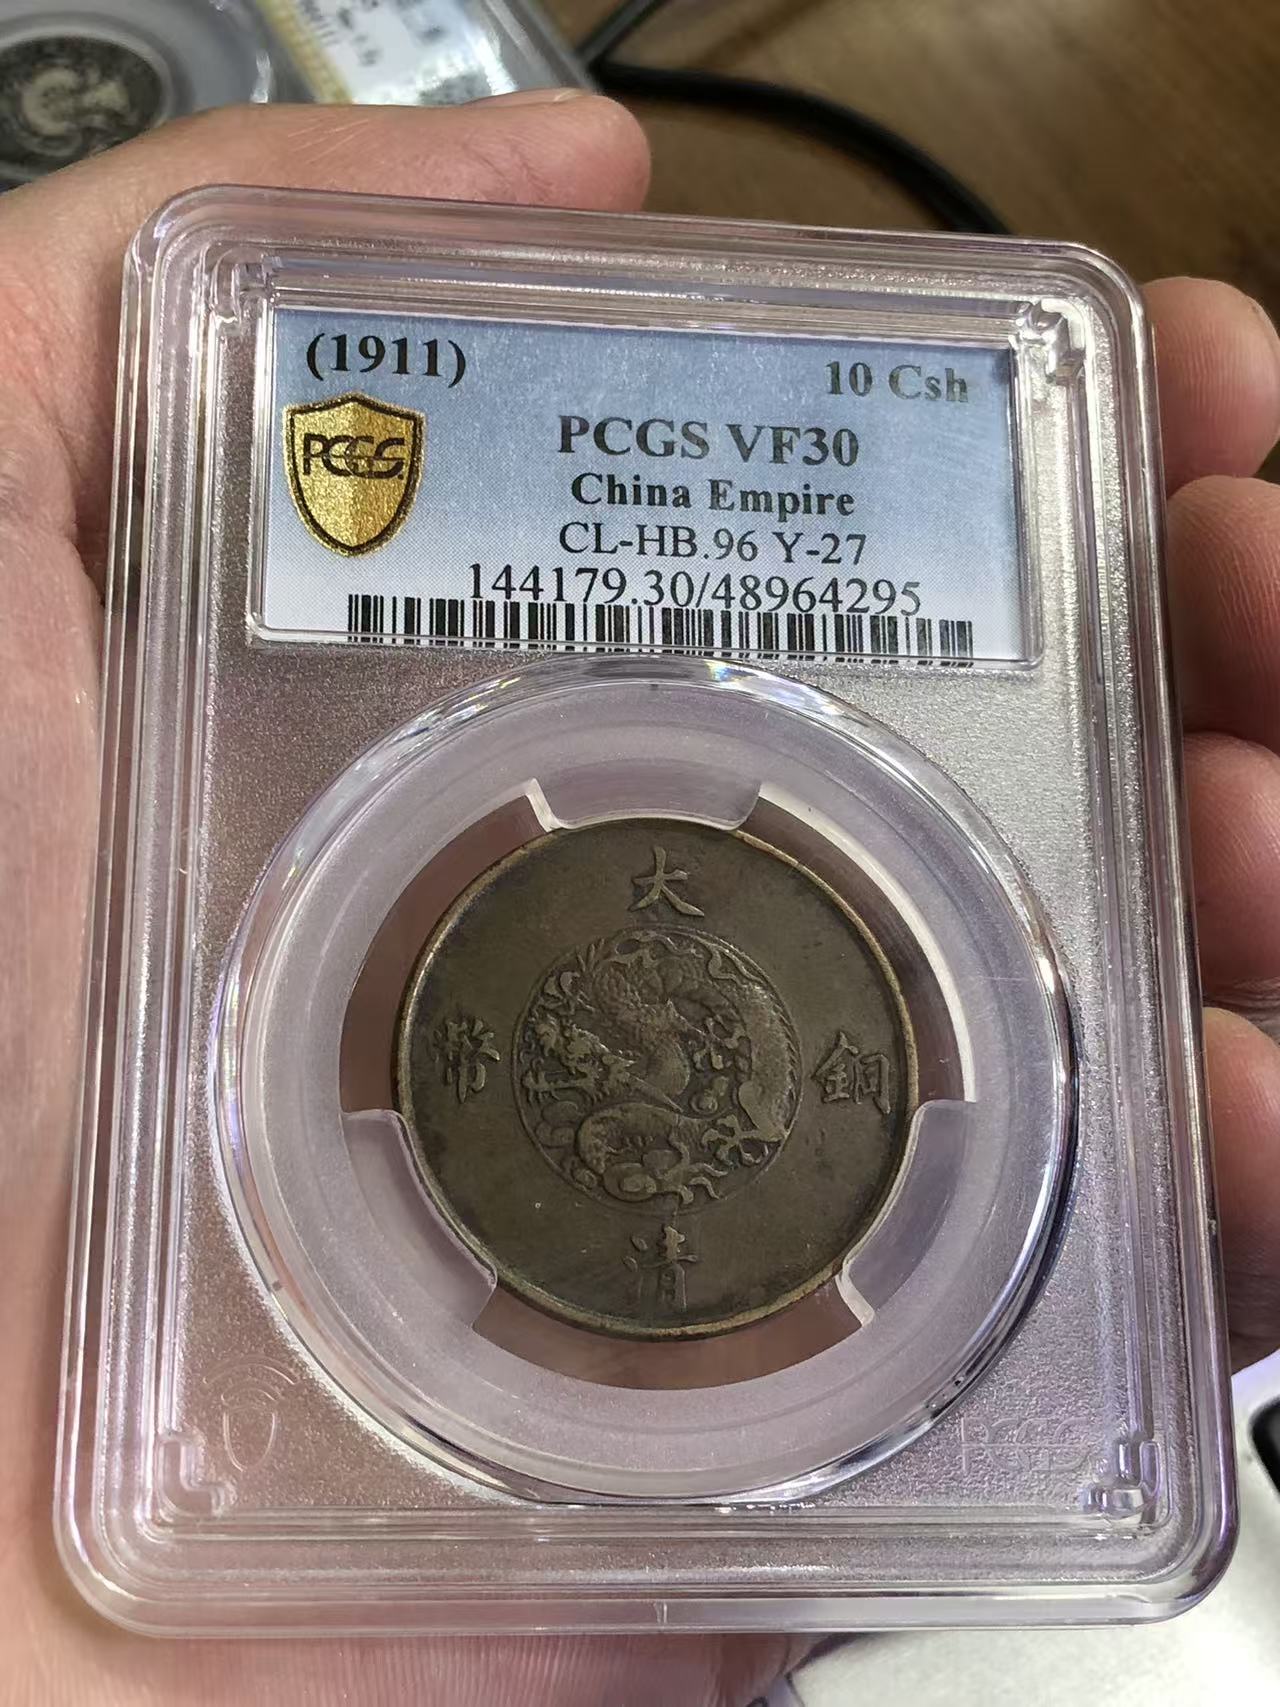 (1911)
10 Csh
PCGS
PCGS VF30
China Empire
CL-HB.96 Y-27
144179.30/48964295
大
幣
銅
清
PCGS